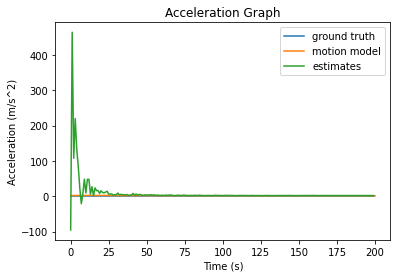 Acceleration Graph
ground truth
motion model
estimates
Acceleration (m/s^2)
400
300
200
100
0
−100
0
25
50
75
100
125
150
175
200
Time (s)